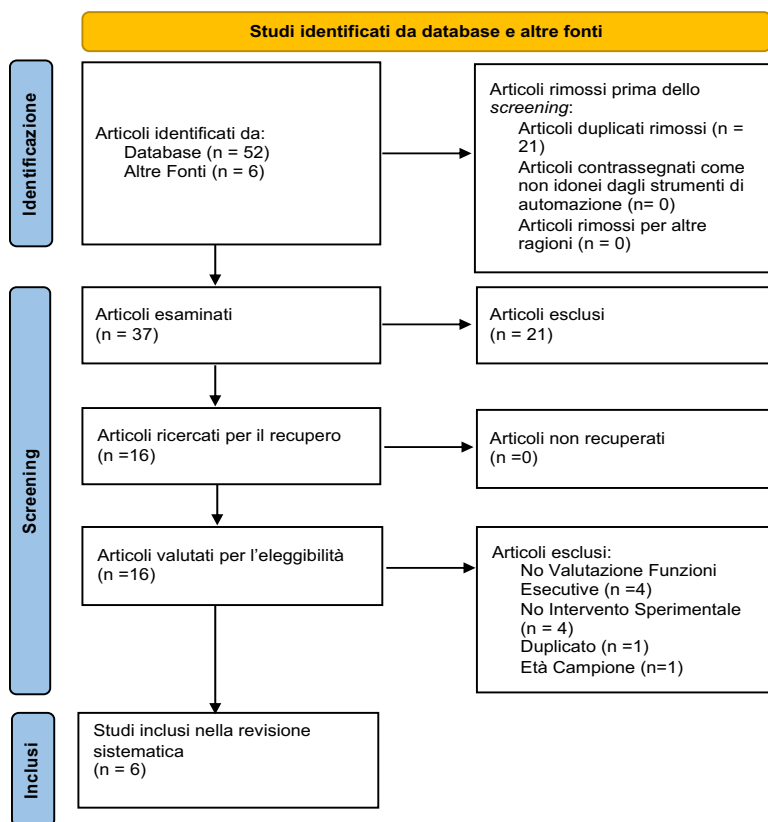 Studi identificati da database e altre fonti
Identificazione
Articoli identificati da:
Database (n = 52)
Altre Fonti (n = 6)
Articoli rimossi prima dello
screening:
Articoli duplicati rimossi (n =
21)
Articoli contrassegnati come
non idonei dagli strumenti di
automazione (n= 0)
Articoli rimossi per altre
ragioni (n = 0)
Screening
Articoli esaminati
(n = 37)
Articoli esclusi
(n = 21)
Articoli ricercati per il recupero
(n =16)
Articoli non recuperati
(n =0)
Articoli valutati per l'eleggibilità
(n =16)
Articoli esclusi:
No Valutazione Funzioni
Esecutive (n =4)
No Intervento Sperimentale
(n = 4)
Duplicato (n =1)
Età Campione (n=1)
Inclusi
Studi inclusi nella revisione
sistematica
(n = 6)